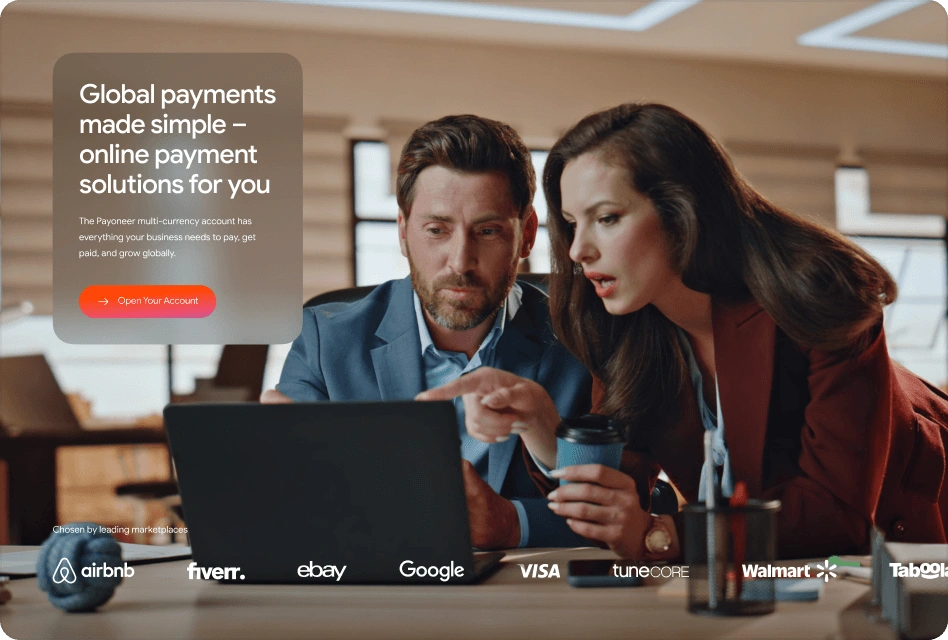 Global payments
made simple –
online payment
solutions for you
The Payoneer multi-currency account has
everything your business needs to pay, get
paid, and grow globally.
→ Open Your Account
Chosen by leading marketplaces
airbnb fiverr. ebay Google VISA tuneCORE Walmart Taboola